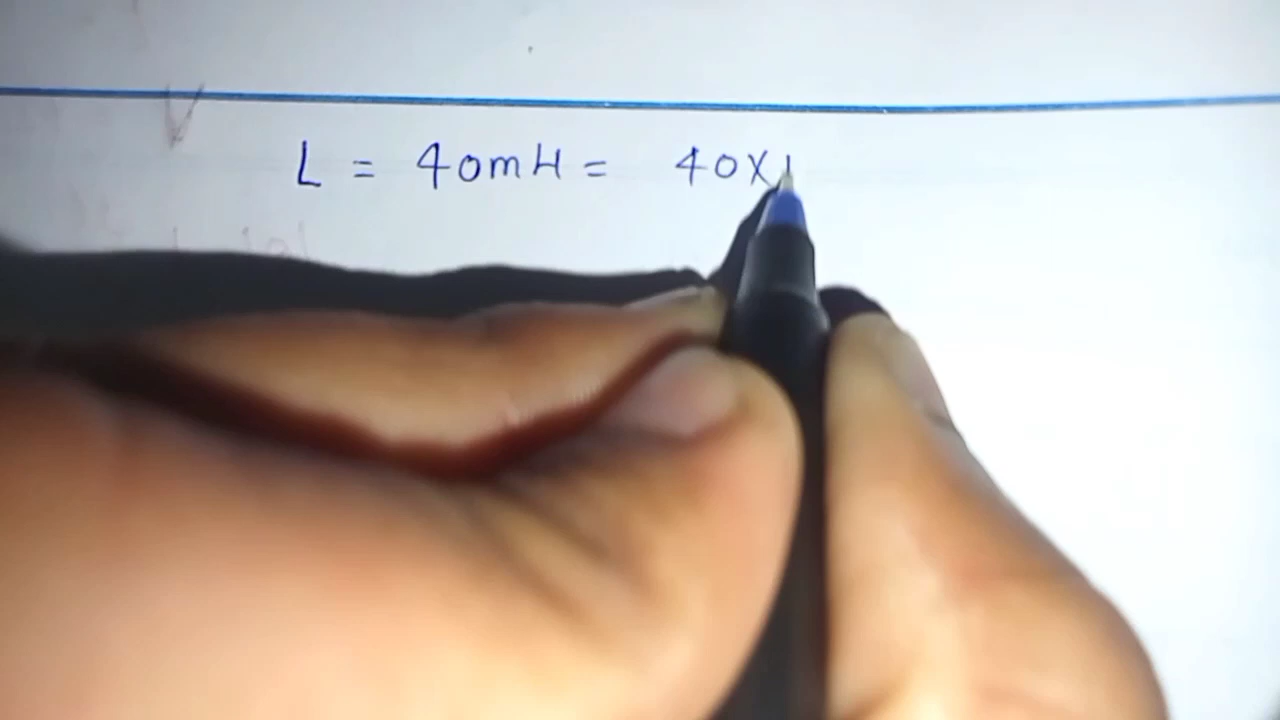 L = 40mH = 40X1